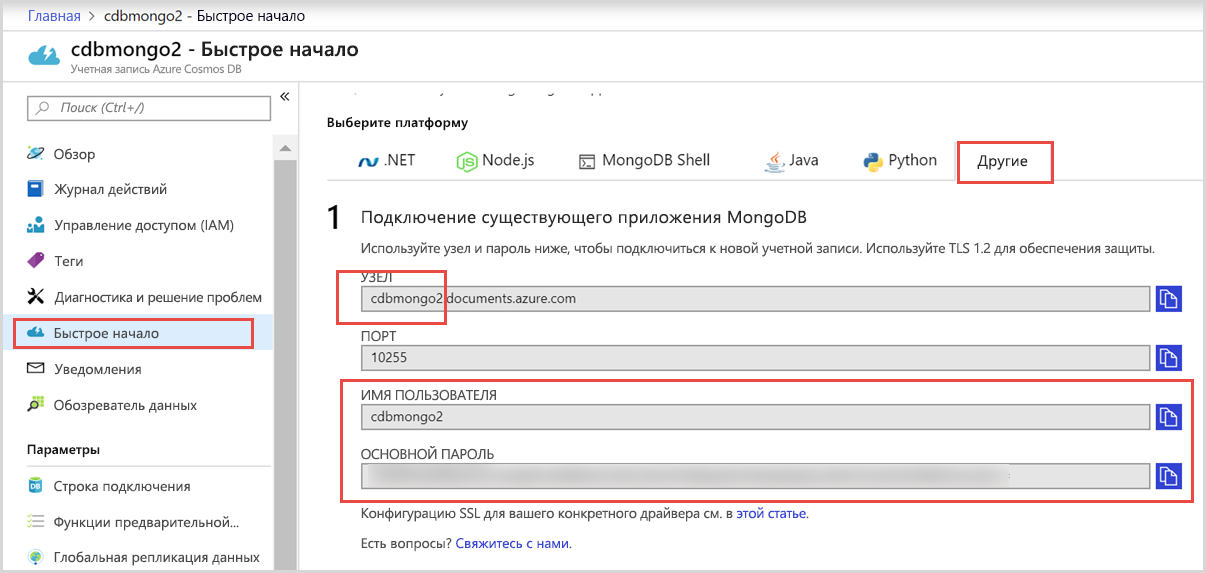 Главная > cdbmongo2 - Быстрое начало
cdbmongo2 - Быстрое начало
Учетная запись Azure Cosmos DB
Поиск (Ctrl+/)
«
Обзор
Журнал действий
Управление доступом (IAM)
Теги
Диагностика и решение проблем
Быстрое начало
Уведомления
Обозреватель данных
Параметры
Строка подключения
Функции предварительной...
Глобальная репликация данных
Выберите платформу
.NET
Node.js
MongoDB Shell
Java
Python
Другие
1 Подключение существующего приложения MongoDB
Используйте узел и пароль ниже, чтобы подключиться к новой учетной записи. Используйте TLS 1.2 для обеспечения защиты.
УЗЕЛ
cdbmongo2.documents.azure.com
ПОРТ
10255
ИМЯ ПОЛЬЗОВАТЕЛЯ
cdbmongo2
ОСНОВНОЙ ПАРОЛЬ
Конфигурацию SSL для вашего конкретного драйвера см. в этой статье.
Есть вопросы? Свяжитесь с нами.